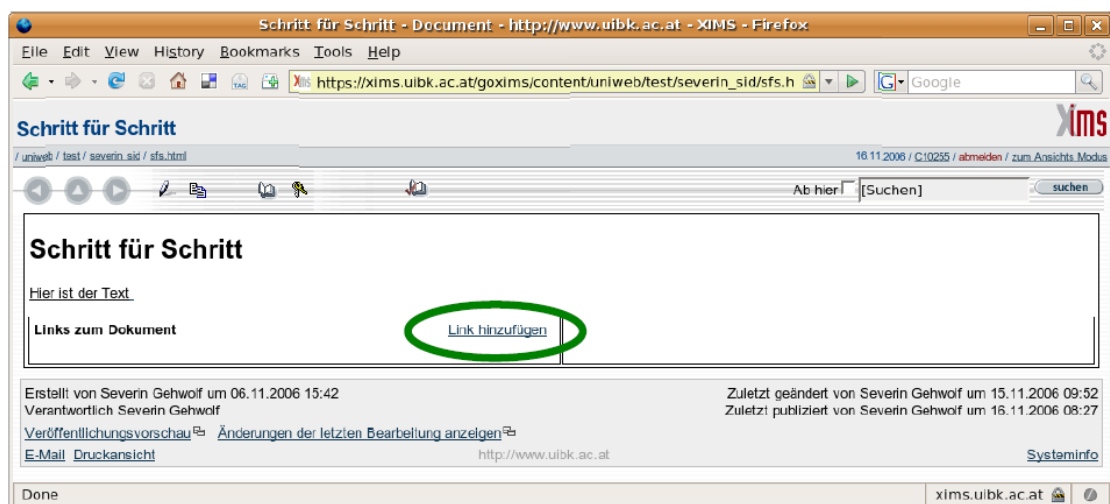 Schritt für Schritt - Document - http://www.uibk.ac.at - XIMS - Firefox
File Edit View History Bookmarks Tools Help
https://xims.uibk.ac.at/goxims/content/uniweb/test/severin_sid/sfs.h Google
Schritt für Schritt Xims
/ uniweb / test / severin_sid / sfs.html 16.11.2006 / C10255 / abmelden / zum Ansichts Modus
Ab hier [Suchen] suchen
Schritt für Schritt
Hier ist der Text
Links zum Dokument Link hinzufügen
Erstellt von Severin Gehwolf um 06.11.2006 15:42 Zuletzt geändert von Severin Gehwolf um 15.11.2006 09:52
Verantwortlich Severin Gehwolf Zuletzt publiziert von Severin Gehwolf um 16.11.2006 08:27
Veröffentlichungsvorschau Änderungen der letzten Bearbeitung anzeigen
E-Mail Druckansicht http://www.uibk.ac.at Systeminfo
Done xims.uibk.ac.at